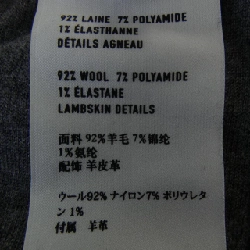 92% LAINE 7% POLYAMIDE
1% ÉLASTHANNE
DÉTAILS AGNEAU
92% WOOL 7% POLYAMIDE
1% ÉLASTANE
LAMBSKIN DETAILS
面料 92%羊毛 7%锦纶
1%氨纶
配饰 羊皮革
ウール92% ナイロン7% ポリウレタ
ン 1%
付属 羊革